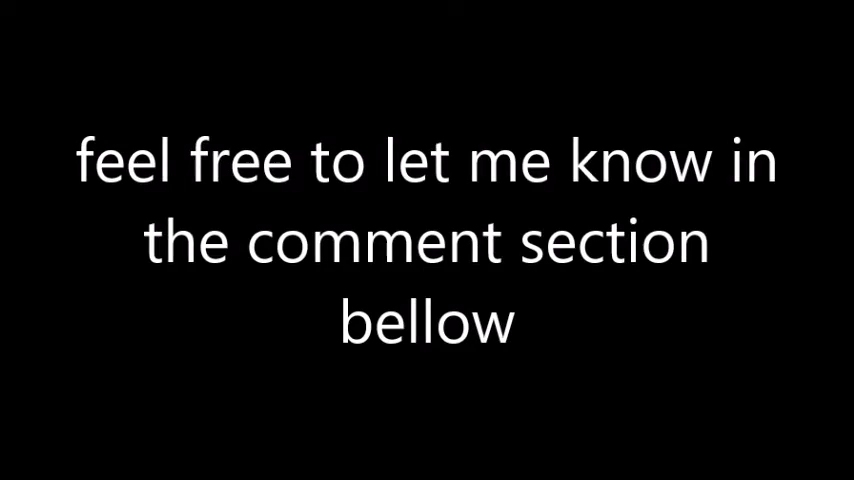 feel free to let me know in
the comment section
bellow